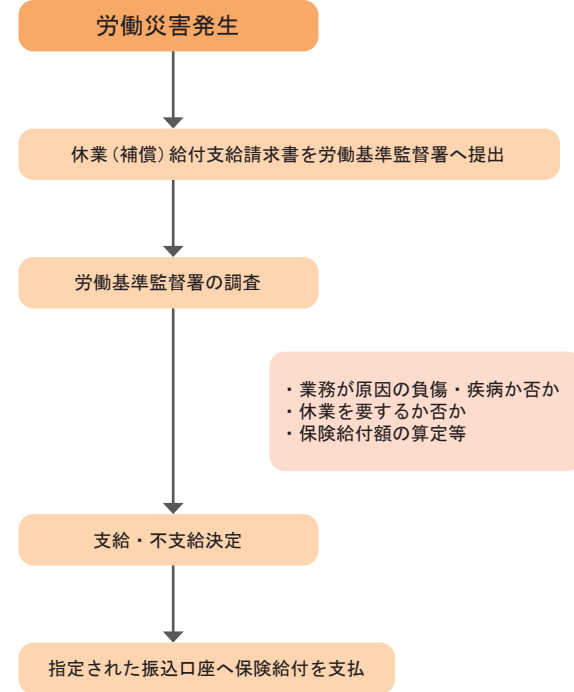 労働災害発生
休業（補償）給付支給請求書を労働基準監督署へ提出
労働基準監督署の調査
・業務が原因の負傷・疾病か否か
・休業を要するか否か
・保険給付額の算定等
支給・不支給決定
指定された振込口座へ保険給付を支払